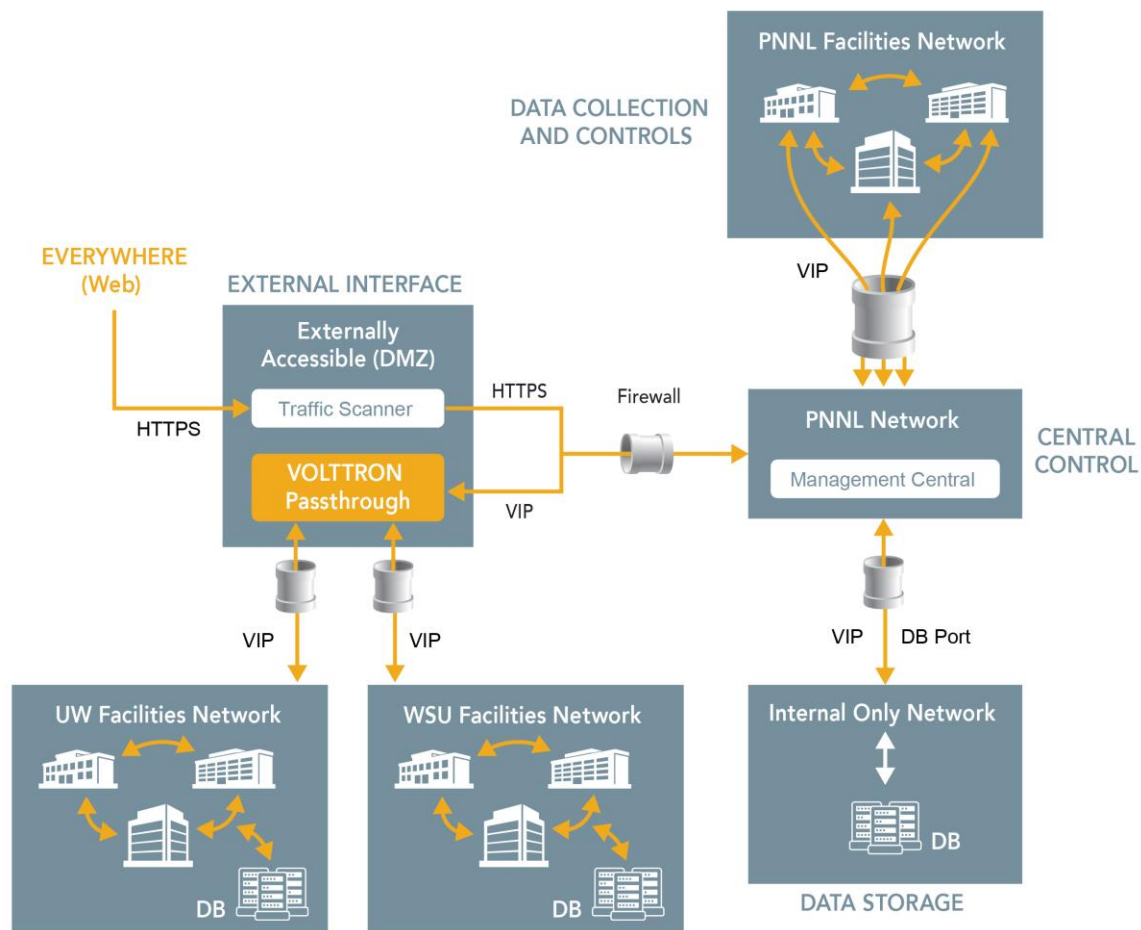 PNNL Facilities Network
DATA COLLECTION
AND CONTROLS
VIP
EVERYWHERE
(Web)
HTTPS
EXTERNAL INTERFACE
Externally
Accessible (DMZ)
Traffic Scanner
VOLTTRON
Passthrough
HTTPS
VIP
Firewall
PNNL Network
Management Central
CENTRAL
CONTROL
VIP
VIP
VIP
DB Port
UW Facilities Network
DB
WSU Facilities Network
DB
Internal Only Network
DB
DATA STORAGE